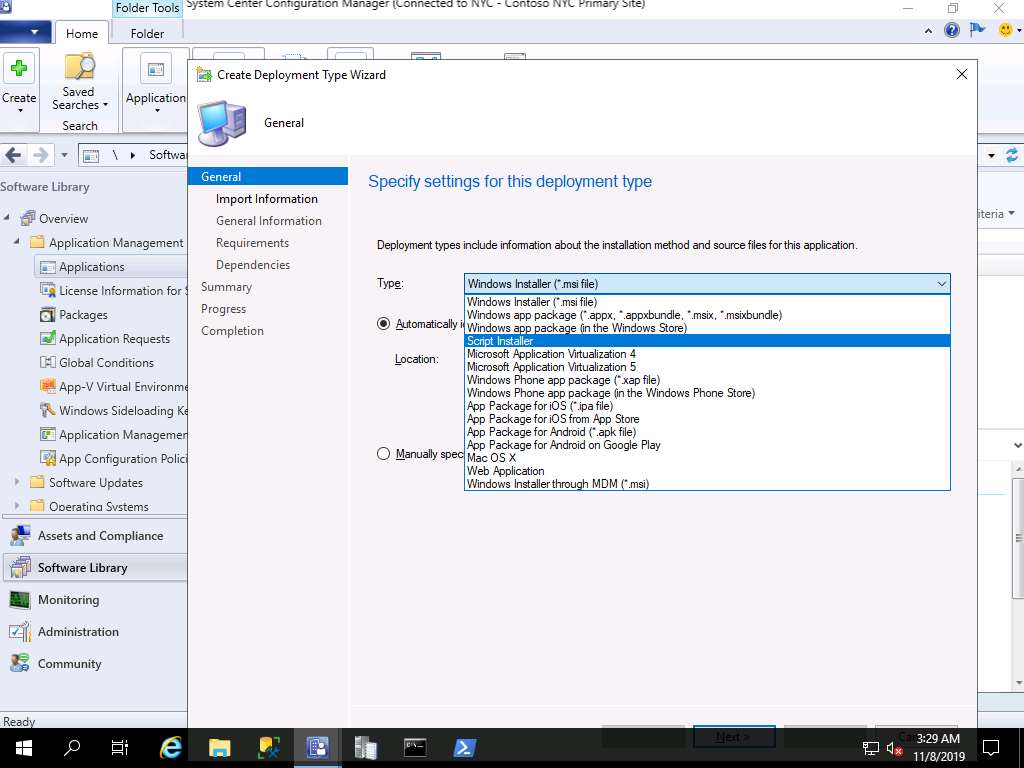 Folder Tools
System Center Configuration Manager (Connected to NYC - Contoso NYC Primary Site)
Home
Folder
Create
Saved
Searches
Search
Application
Create Deployment Type Wizard
General
\
Softwar
Software Library
Overview
Application Management
Applications
License Information for S
Packages
Application Requests
Global Conditions
App-V Virtual Environme
Windows Sideloading Ke
Application Managemen
App Configuration Polici
Software Updates
Operating Systems
Assets and Compliance
Software Library
Monitoring
Administration
Community
Ready
General
Import Information
General Information
Requirements
Dependencies
Summary
Progress
Completion
Specify settings for this deployment type
Deployment types include information about the installation method and source files for this application.
Type:
Windows Installer (*.msi file)
Windows Installer (*.msi file)
Windows app package (*.appx, *.appxbundle, *.msix, *.msixbundle)
Windows app package (in the Windows Store)
Script Installer
Microsoft Application Virtualization 4
Microsoft Application Virtualization 5
Windows Phone app package (*.xap file)
Windows Phone app package (in the Windows Phone Store)
App Package for iOS (*.ipa file)
App Package for iOS from App Store
App Package for Android (*.apk file)
App Package for Android on Google Play
Mac OS X
Web Application
Windows Installer through MDM (*.msi)
Automatically i
Location:
Manually spec
iteria
Next >
3:29 AM
11/8/2019